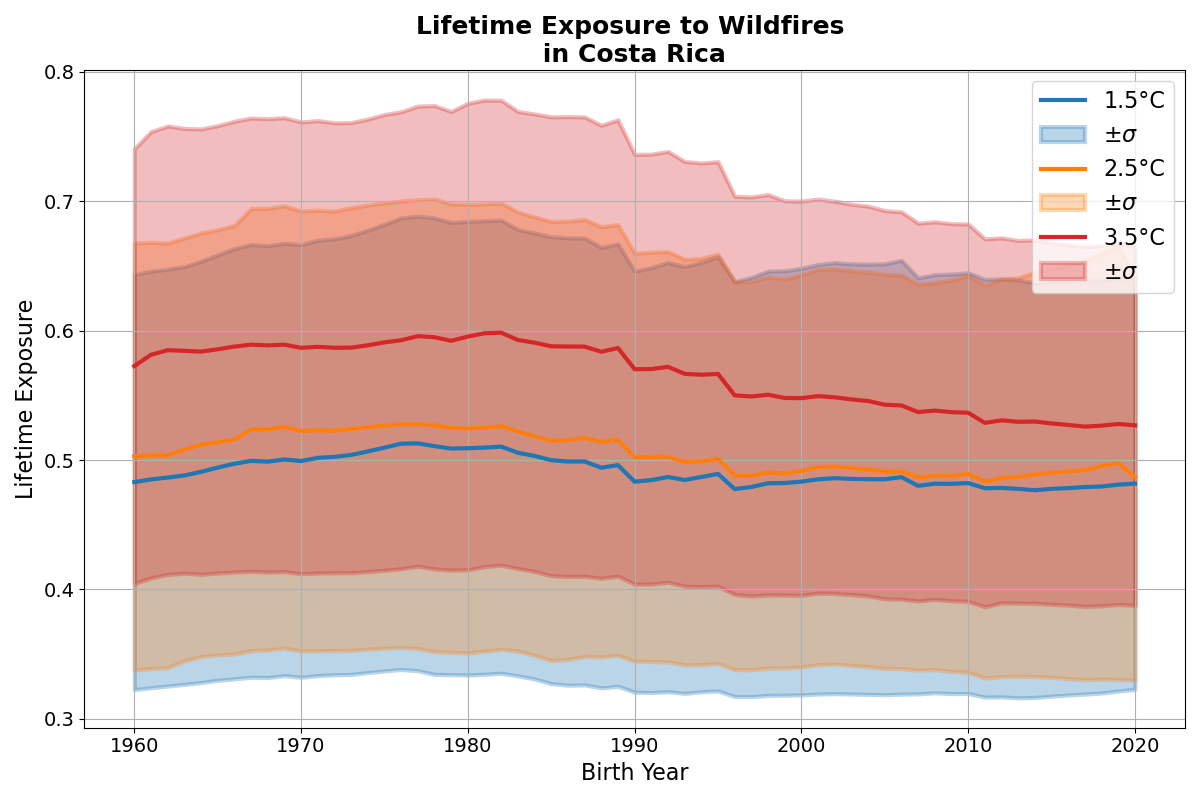 Lifetime Exposure to Wildfires
in Costa Rica
Lifetime Exposure
0.8
0.7
0.6
0.5
0.4
0.3
1.5°C
±σ
2.5°C
±σ
3.5°C
±σ
1960 1970 1980 1990 2000 2010 2020
Birth Year